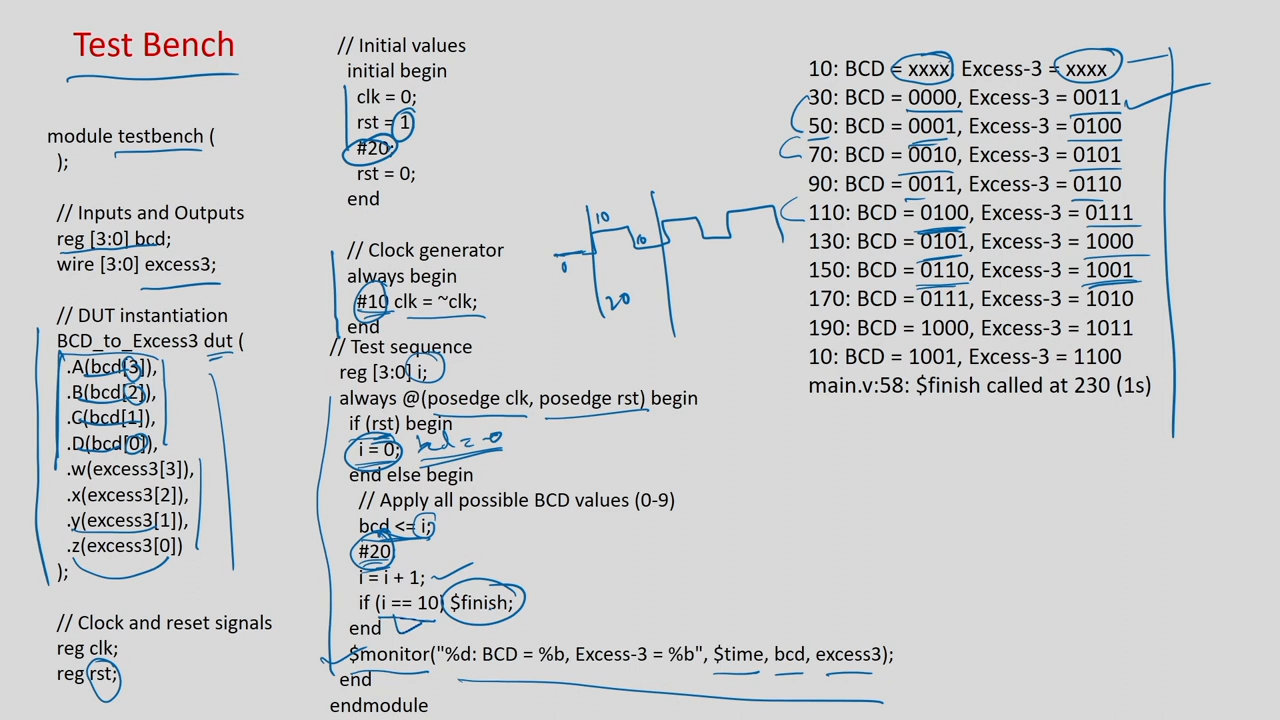 Test Bench
module testbench (
);
// Inputs and Outputs
reg [3:0] bcd;
wire [3:0] excess3;
// DUT instantiation
BCD_to_Excess3 dut (
.A(bcd[3]),
.B(bcd[2]),
.C(bcd[1]),
.D(bcd[0]),
.w(excess3[3]),
.x(excess3[2]),
.y(excess3[1]),
.z(excess3[0])
);
// Clock and reset signals
reg clk;
reg rst;
// Initial values
initial begin
clk = 0;
rst = 1
#20;
rst = 0;
end
// Clock generator
always begin
#10 clk = ~clk;
end
// Test sequence
reg [3:0] i;
always @(posedge clk, posedge rst) begin
if (rst) begin
i = 0; bcd = 0
end else begin
// Apply all possible BCD values (0-9)
bcd <= i;
#20
i = i + 1;
if (i == 10) $finish;
end
$monitor("%d: BCD = %b, Excess-3 = %b", $time, bcd, excess3);
end
endmodule
0
10
10
20
10: BCD = xxxx, Excess-3 = xxxx
30: BCD = 0000, Excess-3 = 0011
50: BCD = 0001, Excess-3 = 0100
70: BCD = 0010, Excess-3 = 0101
90: BCD = 0011, Excess-3 = 0110
110: BCD = 0100, Excess-3 = 0111
130: BCD = 0101, Excess-3 = 1000
150: BCD = 0110, Excess-3 = 1001
170: BCD = 0111, Excess-3 = 1010
190: BCD = 1000, Excess-3 = 1011
10: BCD = 1001, Excess-3 = 1100
main.v:58: $finish called at 230 (1s)